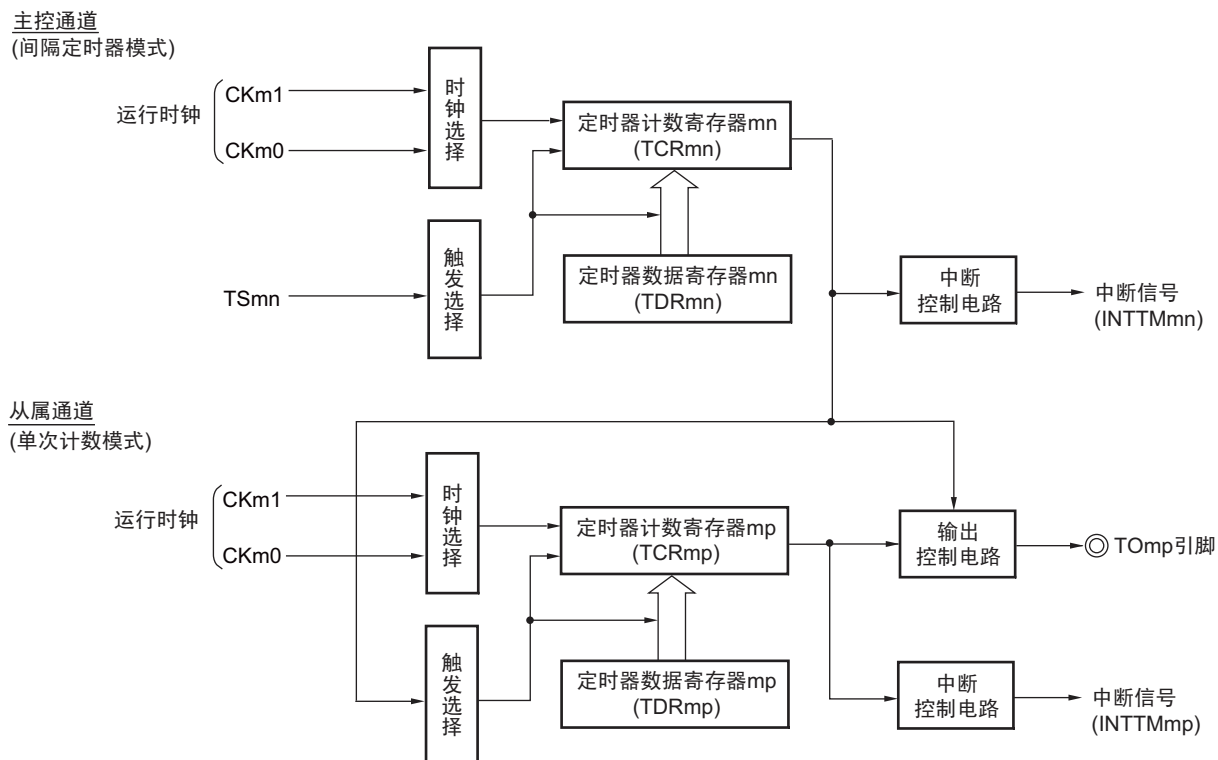 主控通道
(间隔定时器模式)
运行时钟
CKm1
CKm0
时钟选择
定时器计数寄存器mn
(TCRmn)
TSmn
触发选择
定时器数据寄存器mn
(TDRmn)
中断
控制电路
中断信号
(INTTMmn)
从属通道
(单次计数模式)
运行时钟
CKm1
CKm0
时钟选择
定时器计数寄存器mp
(TCRmp)
输出
控制电路
TOmp引脚
触发选择
定时器数据寄存器mp
(TDRmp)
中断
控制电路
中断信号
(INTTMmp)